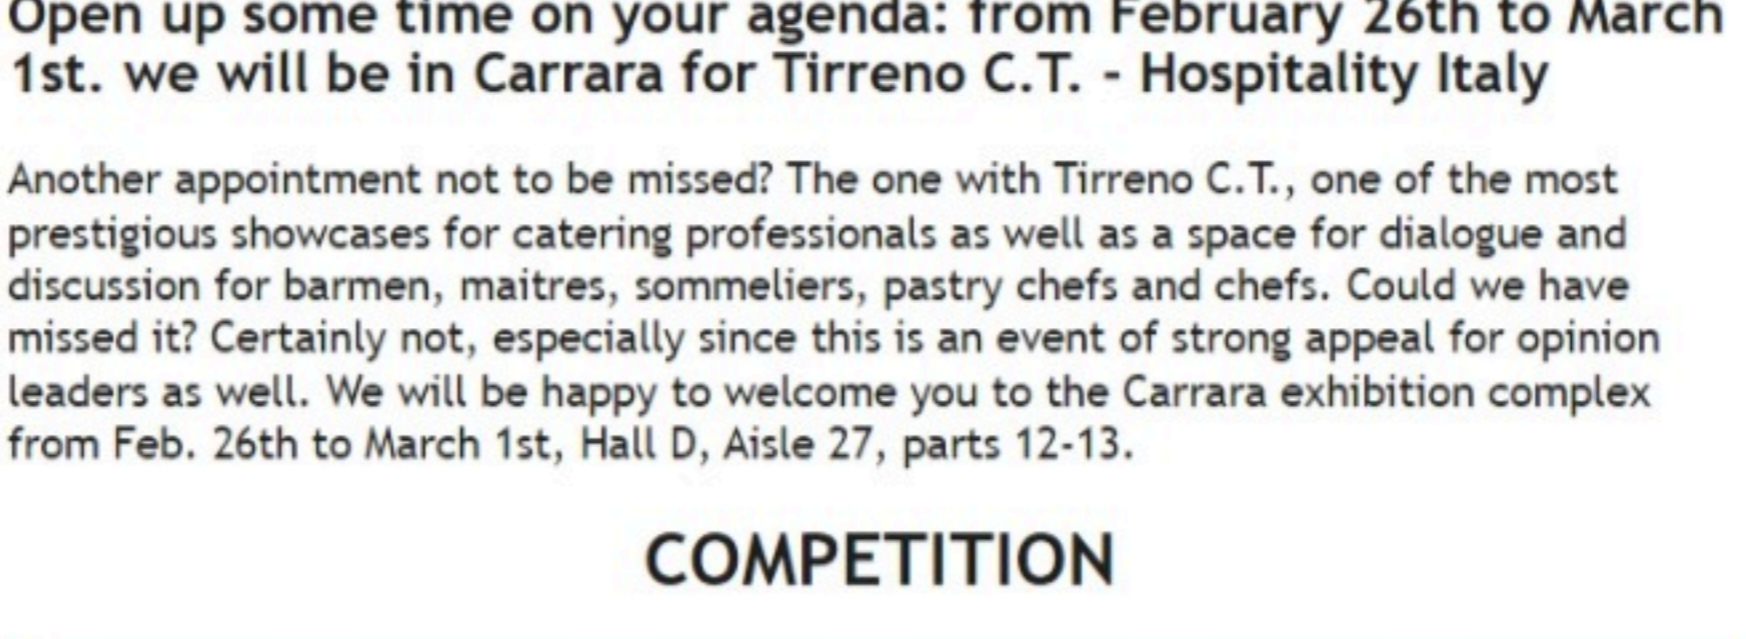 Open up some time on your agenda: from February 26th to March
1st. we will be in Carrara for Tirreno C.T. - Hospitality Italy
Another appointment not to be missed? The one with Tirreno C.T., one of the most
prestigious showcases for catering professionals as well as a space for dialogue and
discussion for barmen, maitres, sommeliers, pastry chefs and chefs. Could we have
missed it? Certainly not, especially since this is an event of strong appeal for opinion
leaders as well. We will be happy to welcome you to the Carrara exhibition complex
from Feb. 26th to March 1st, Hall D, Aisle 27, parts 12-13.
COMPETITION